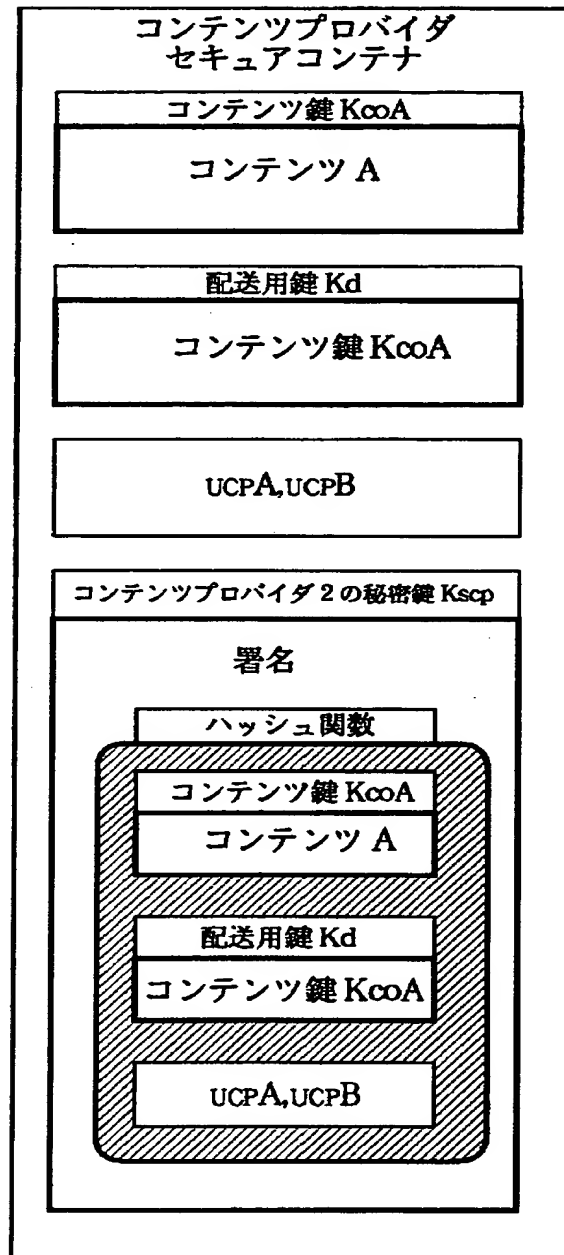 コンテンツプロバイダ
セキュアコンテナ
コンテンツ鍵 KcoA
コンテンツ A
配送用鍵 Kd
コンテンツ鍵 KcoA
UCPA,UCPB
コンテンツプロバイダ 2 の秘密鍵 Kscp
署名
ハッシュ関数
コンテンツ鍵 KcoA
コンテンツ A
配送用鍵 Kd
コンテンツ鍵 KcoA
UCPA,UCPB